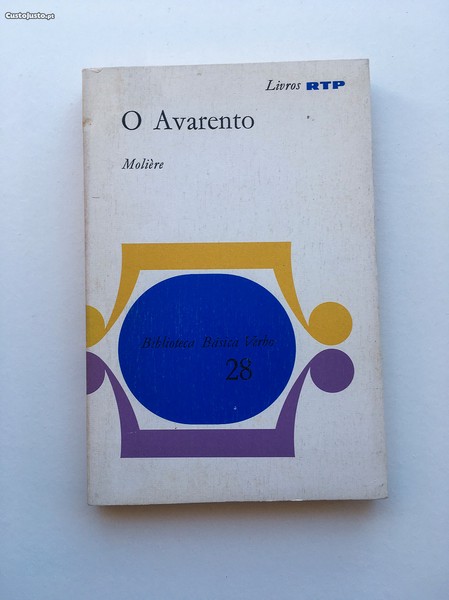 CustoJusto.pt
Livros RTP
O Avarento
Molière
Biblioteca Básica Verbo
28